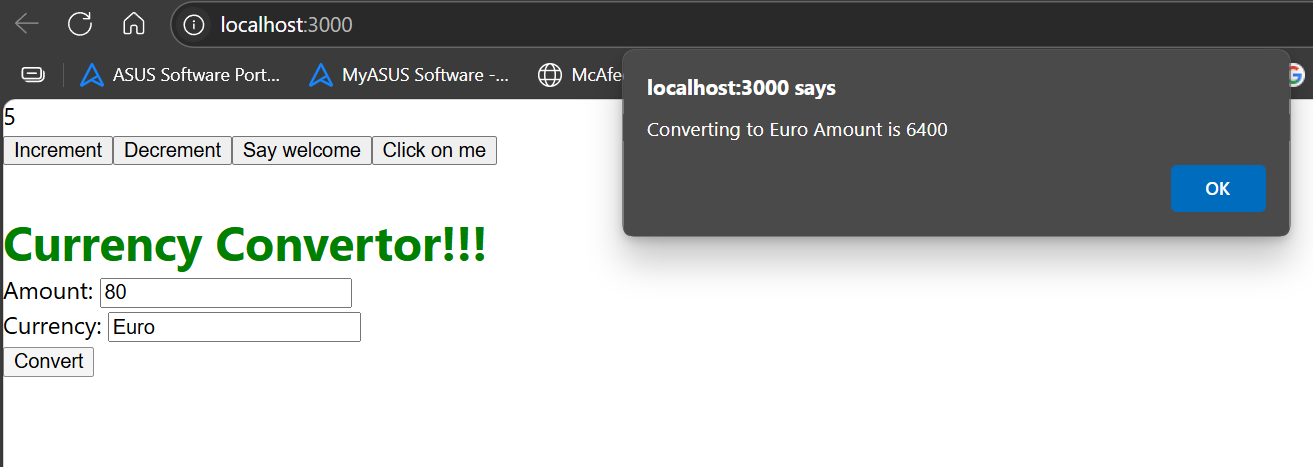 localhost:3000
ASUS Software Port...
MyASUS Software -...
McAfe
localhost:3000 says
Converting to Euro Amount is 6400
OK
5
Increment Decrement Say welcome Click on me
Currency Convertor!!!
Amount: 80
Currency: Euro
Convert